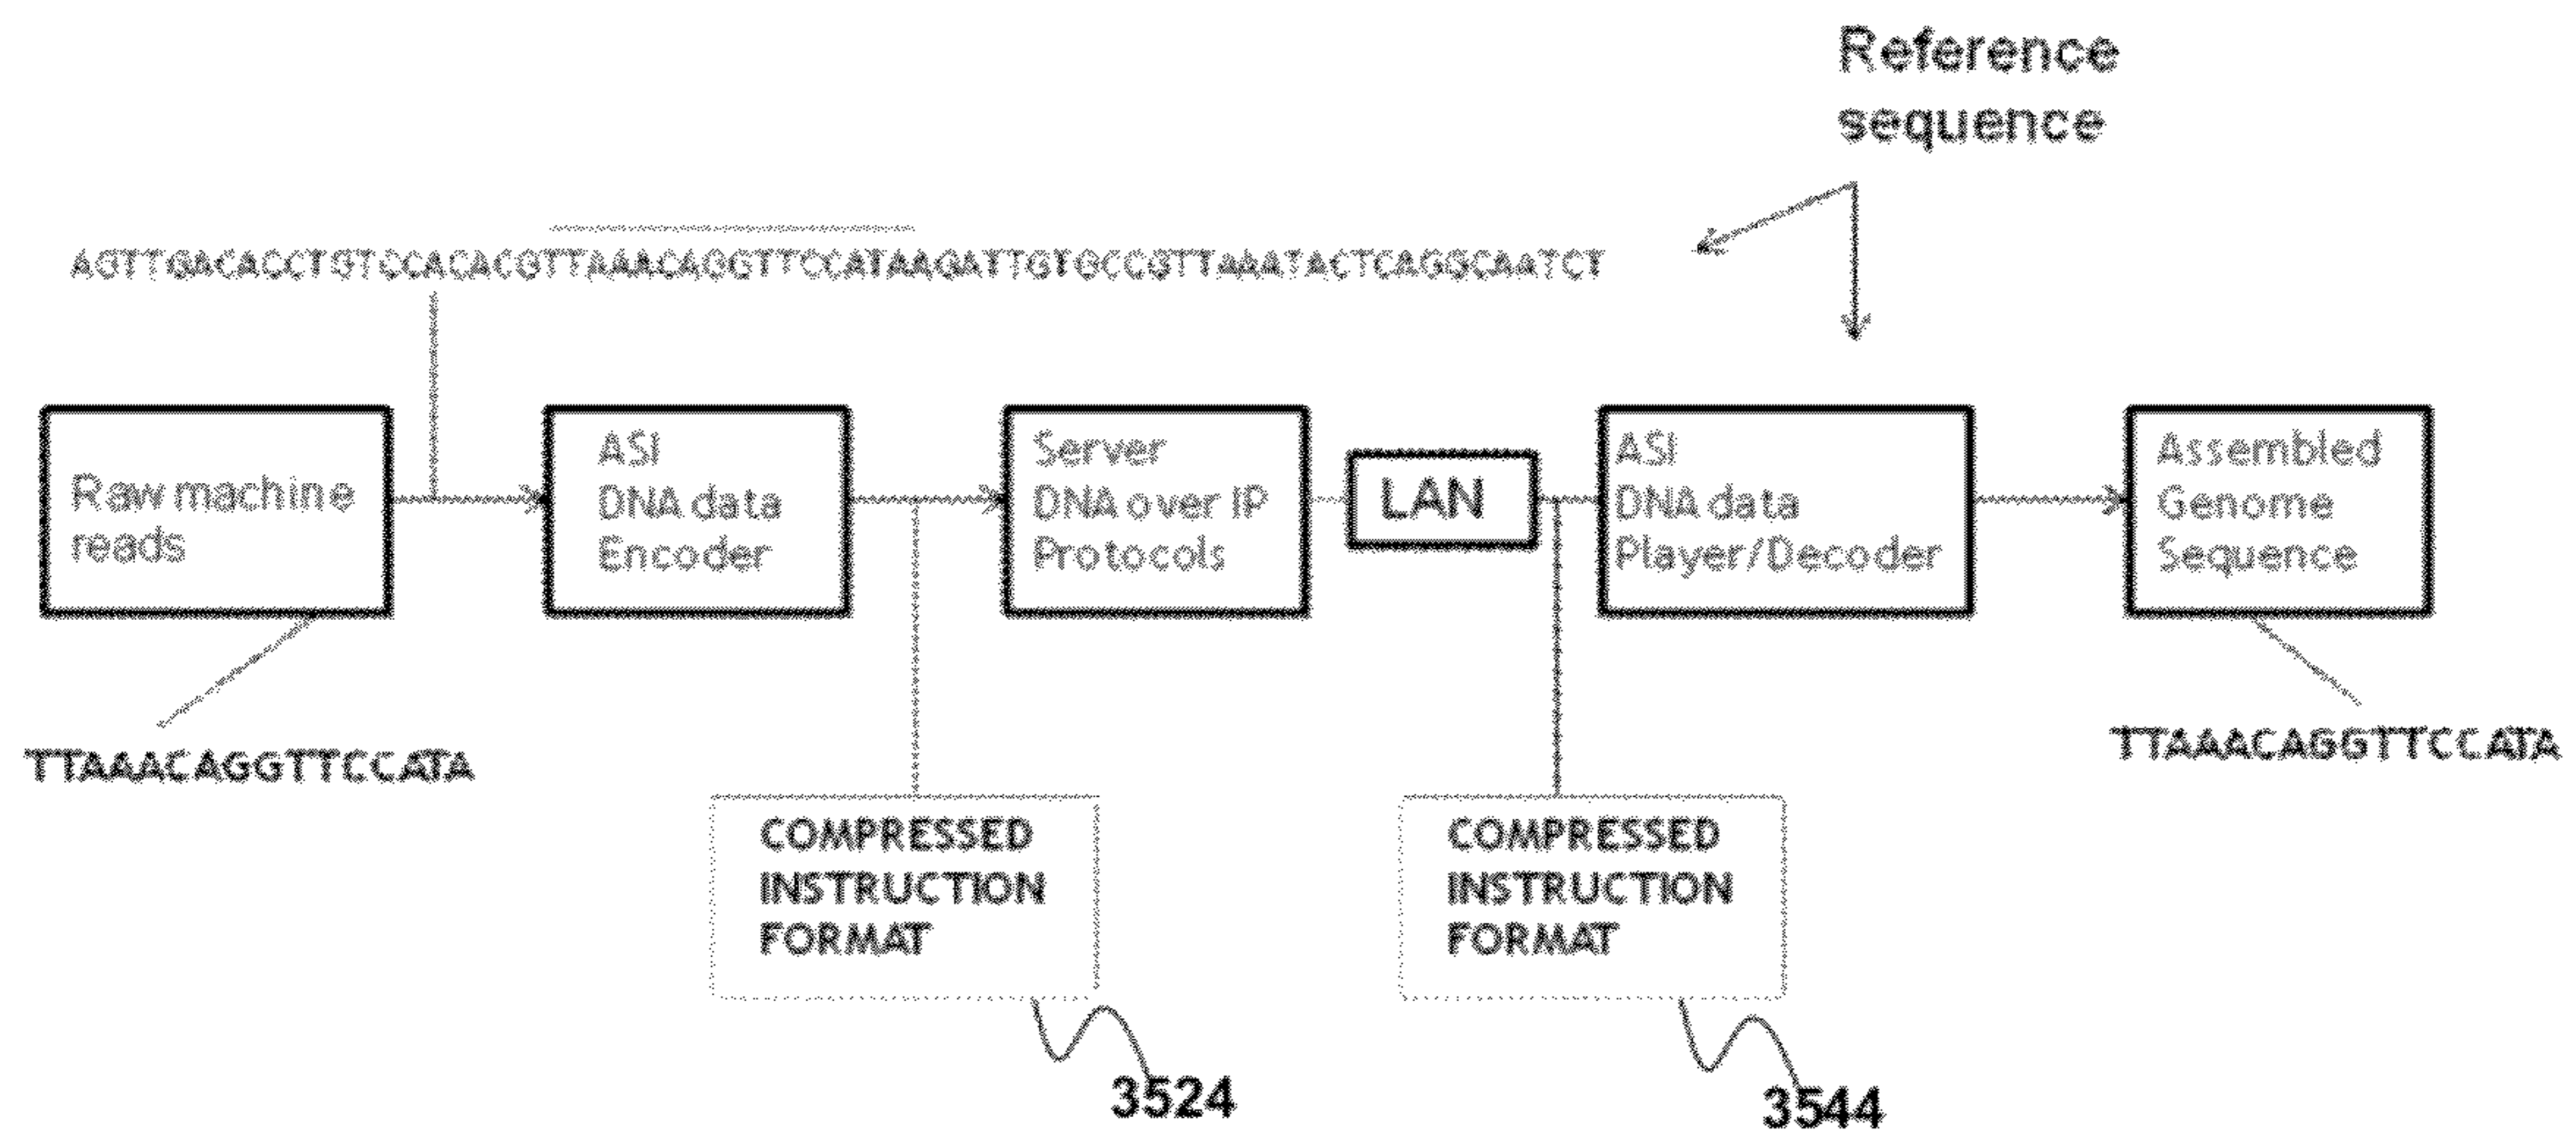 Reference
sequence
AGTTGACACCTGTCCACACGTTAAACAGGTTCCATAAGATTGTGCCGTTAAATACTCAGGCAATCT
Raw machine
reads
ASI
DNA data
Encoder
Server
DNA over IP
Protocols
LAN
ASI
DNA data
Player/Decoder
Assembled
Genome
Sequence
TTAAACAGGTTCCATA
TTAAACAGGTTCCATA
COMPRESSED
INSTRUCTION
FORMAT
COMPRESSED
INSTRUCTION
FORMAT
3524
3544